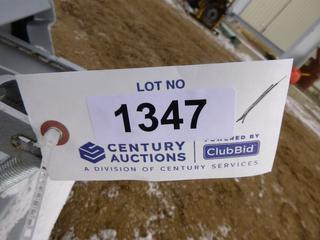 LOT NO
1347
CENTURY
AUCTIONS
POWERED BY
ClubBid
A DIVISION OF CENTURY SERVICES